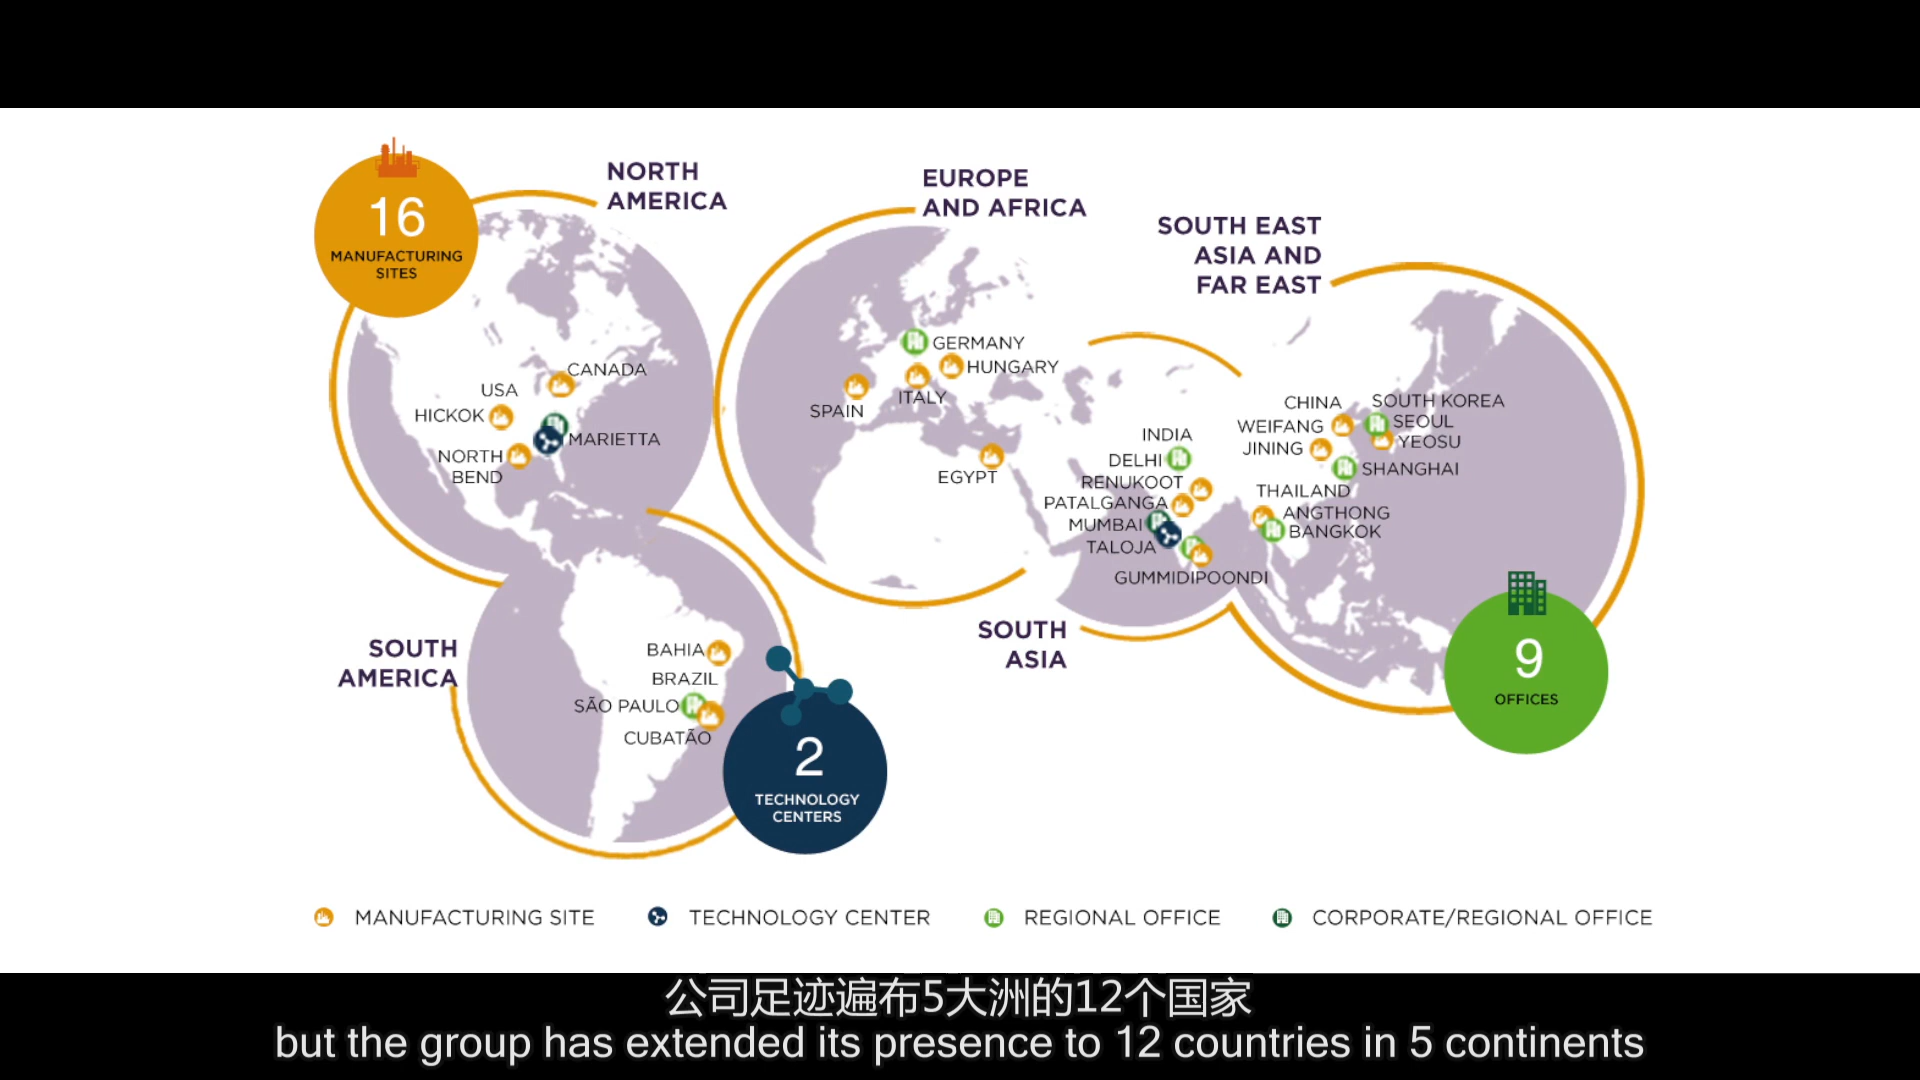 16
MANUFACTURING
SITES
NORTH
AMERICA
CANADA
USA
HICKOK
MARIETTA
NORTH
BEND
EUROPE
AND AFRICA
GERMANY
HUNGARY
SPAIN
ITALY
EGYPT
SOUTH EAST
ASIA AND
FAR EAST
CHINA
SOUTH KOREA
WEIFANG
SEOUL
JINING
YEOSU
SHANGHAI
THAILAND
ANGTHONG
BANGKOK
INDIA
DELHI
RENUKOOT
PATALGANGA
MUMBAI
TALOJA
GUMMIDIPOONDI
SOUTH
ASIA
SOUTH
AMERICA
BAHIA
BRAZIL
SÃO PAULO
CUBATÃO
2
TECHNOLOGY
CENTERS
9
OFFICES
MANUFACTURING SITE
TECHNOLOGY CENTER
REGIONAL OFFICE
CORPORATE/REGIONAL OFFICE
公司足迹遍布5大洲的12个国家
but the group has extended its presence to 12 countries in 5 continents